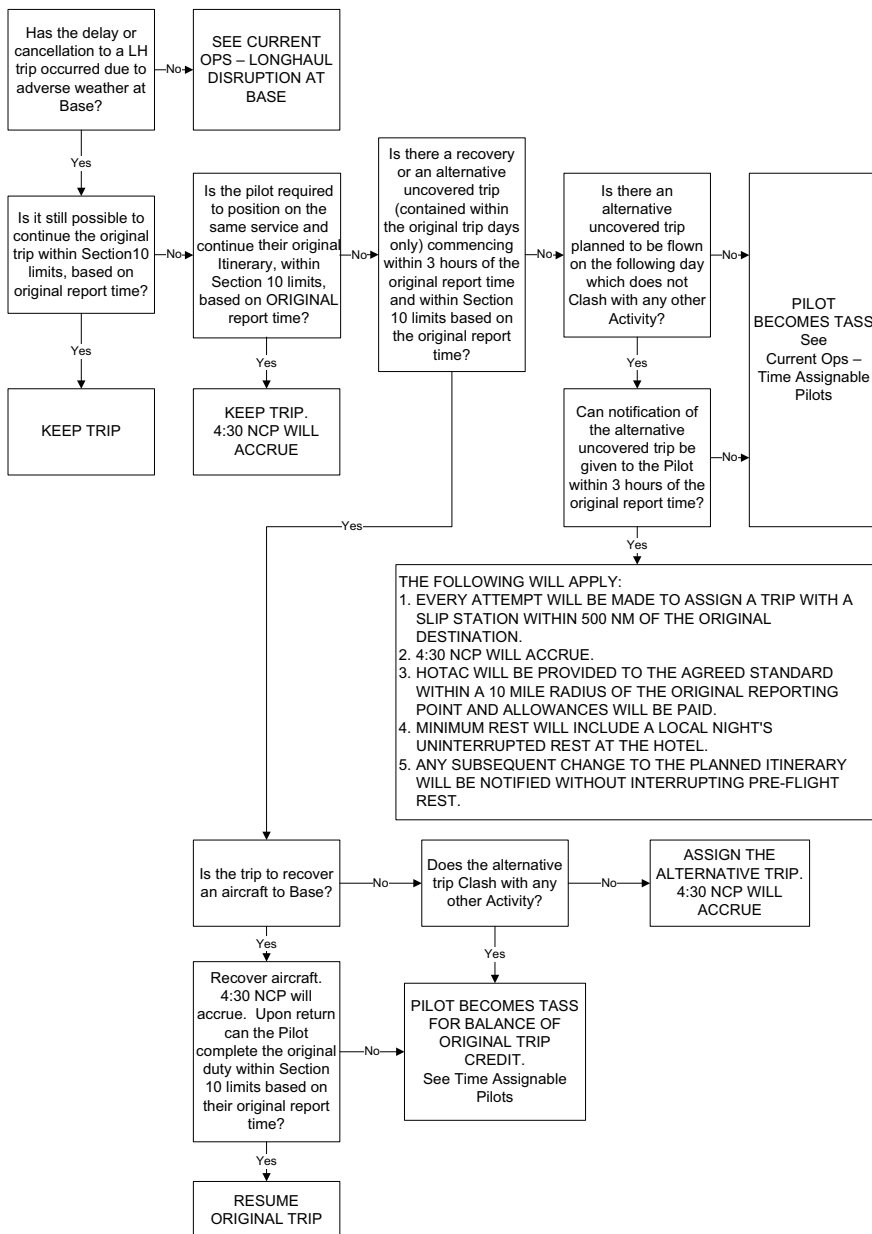 Has the delay or
cancellation to a LH
trip occurred due to
adverse weather at
Base?
No
SEE CURRENT
OPS – LONGHAUL
DISRUPTION AT
BASE
Yes
Is it still possible to
continue the original
trip within Section10
limits, based on
original report time?
No
Is the pilot required
to position on the
same service and
continue their original
Itinerary, within
Section 10 limits,
based on ORIGINAL
report time?
No
Is there a recovery
or an alternative
uncovered trip
(contained within
the original trip days
only) commencing
within 3 hours of the
original report time
and within Section
10 limits based on
the original report
time?
No
Is there an
alternative
uncovered trip
planned to be flown
on the following day
which does not
Clash with any other
Activity?
No
PILOT
BECOMES TASS
See
Current Ops –
Time Assignable
Pilots
Yes
KEEP TRIP
Yes
KEEP TRIP.
4:30 NCP WILL
ACCRUE
Yes
Can notification of
the alternative
uncovered trip be
given to the Pilot
within 3 hours of the
original report time?
No
Yes
Yes
THE FOLLOWING WILL APPLY:
1. EVERY ATTEMPT WILL BE MADE TO ASSIGN A TRIP WITH A
SLIP STATION WITHIN 500 NM OF THE ORIGINAL
DESTINATION.
2. 4:30 NCP WILL ACCRUE.
3. HOTAC WILL BE PROVIDED TO THE AGREED STANDARD
WITHIN A 10 MILE RADIUS OF THE ORIGINAL REPORTING
POINT AND ALLOWANCES WILL BE PAID.
4. MINIMUM REST WILL INCLUDE A LOCAL NIGHT'S
UNINTERRUPTED REST AT THE HOTEL.
5. ANY SUBSEQUENT CHANGE TO THE PLANNED ITINERARY
WILL BE NOTIFIED WITHOUT INTERRUPTING PRE-FLIGHT
REST.
Is the trip to recover
an aircraft to Base?
No
Does the alternative
trip Clash with any
other Activity?
No
ASSIGN THE
ALTERNATIVE TRIP.
4:30 NCP WILL
ACCRUE
Yes
Recover aircraft.
4:30 NCP will
accrue. Upon return
can the Pilot
complete the original
duty within Section
10 limits based on
their original report
time?
No
Yes
PILOT BECOMES TASS
FOR BALANCE OF
ORIGINAL TRIP
CREDIT.
See Time Assignable
Pilots
Yes
RESUME
ORIGINAL TRIP